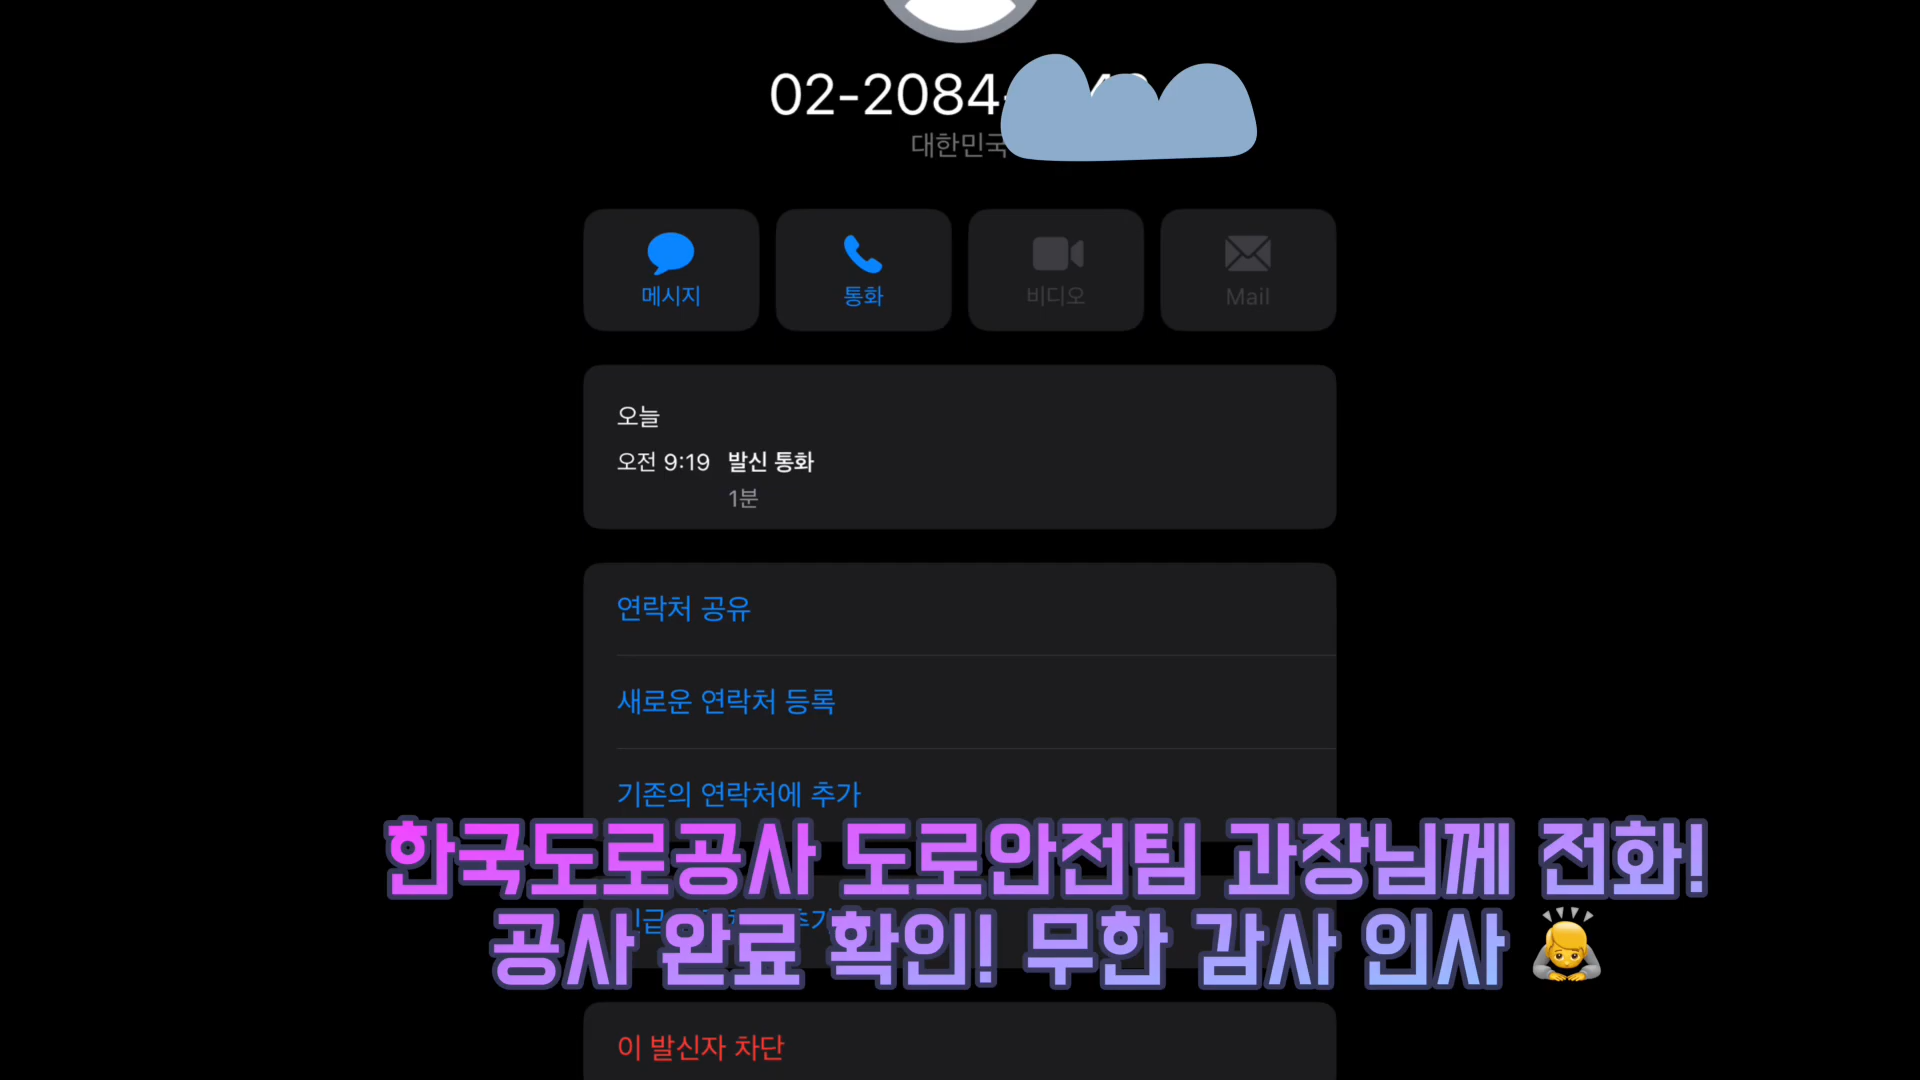 02-2084-
대한민국
메시지
통화
비디오
Mail
오늘
오전 9:19 발신 통화
1분
연락처 공유
새로운 연락처 등록
기존의 연락처에 추가
한국도로공사 도로안전팀 과장님께 전화!
공사 완료 확인! 무한 감사 인사 🙇
이 발신자 차단